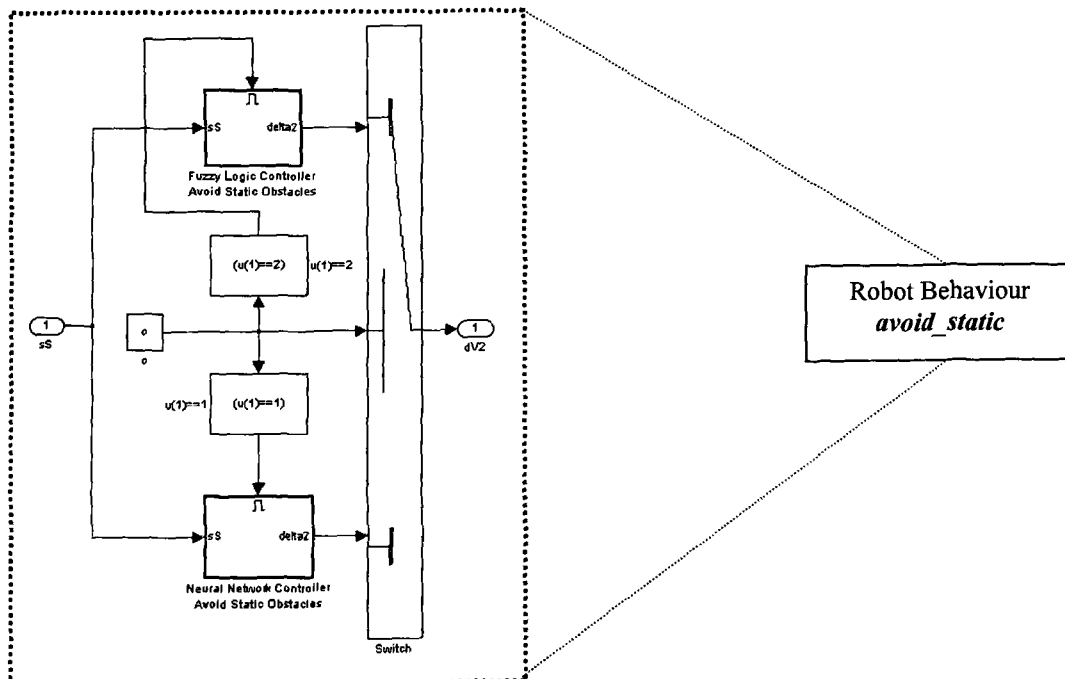 sS
delta2
Fuzzy Logic Controller
Avoid Static Obstacles
(u(1)==2)
u(1)==2
1
sS
o
o
1
dV2
u(1)==1
(u(1)==1)
sS
delta2
Neural Network Controller
Avoid Static Obstacles
Switch
Robot Behaviour
avoid_static